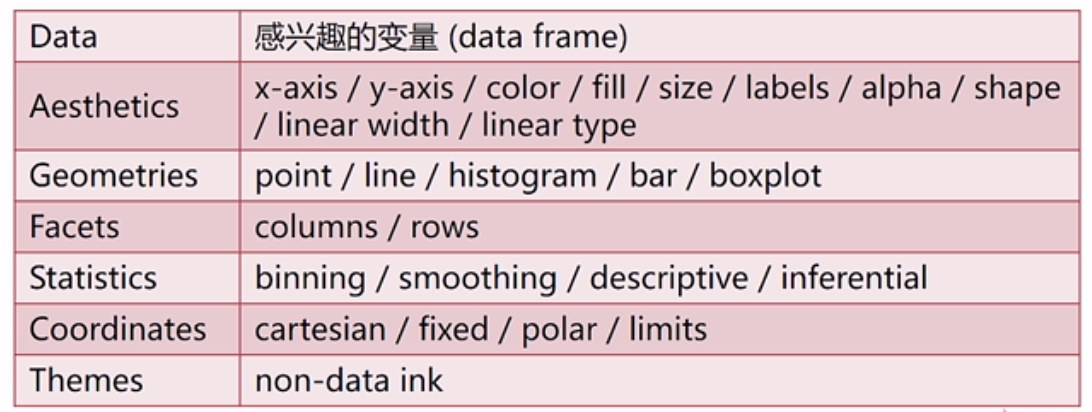 Data 感兴趣的变量 (data frame)
Aesthetics x-axis / y-axis / color / fill / size / labels / alpha / shape
/ linear width / linear type
Geometries point / line / histogram / bar / boxplot
Facets columns / rows
Statistics binning / smoothing / descriptive / inferential
Coordinates cartesian / fixed / polar / limits
Themes non-data ink